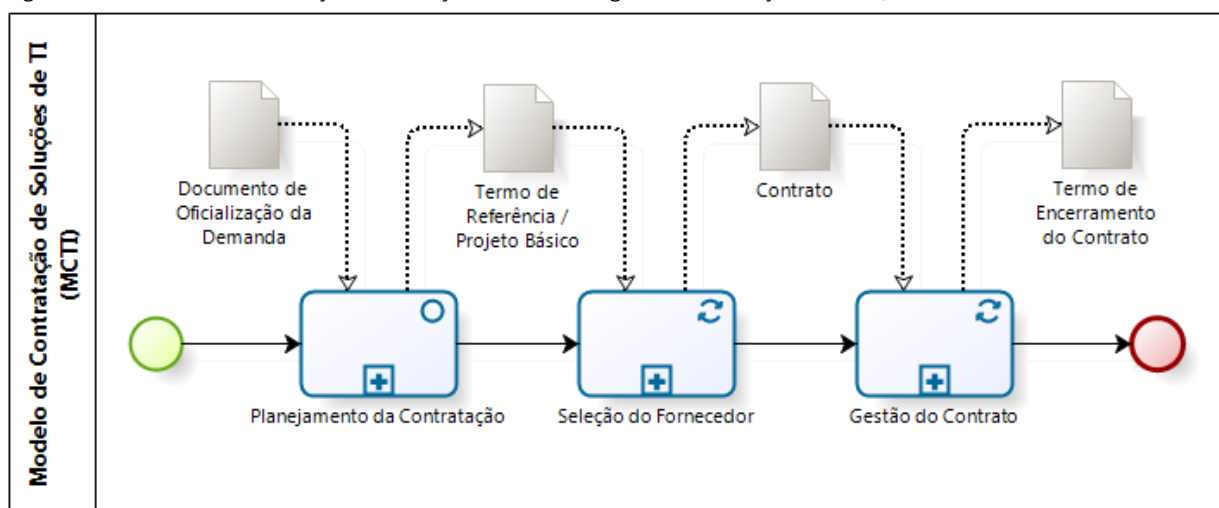 Modelo de Contratação de Soluções de TI
(MCTI)
Documento de
Oficialização da
Demanda
Termo de
Referência /
Projeto Básico
Contrato
Termo de
Encerramento
do Contrato
Planejamento da Contratação
Seleção do Fornecedor
Gestão do Contrato